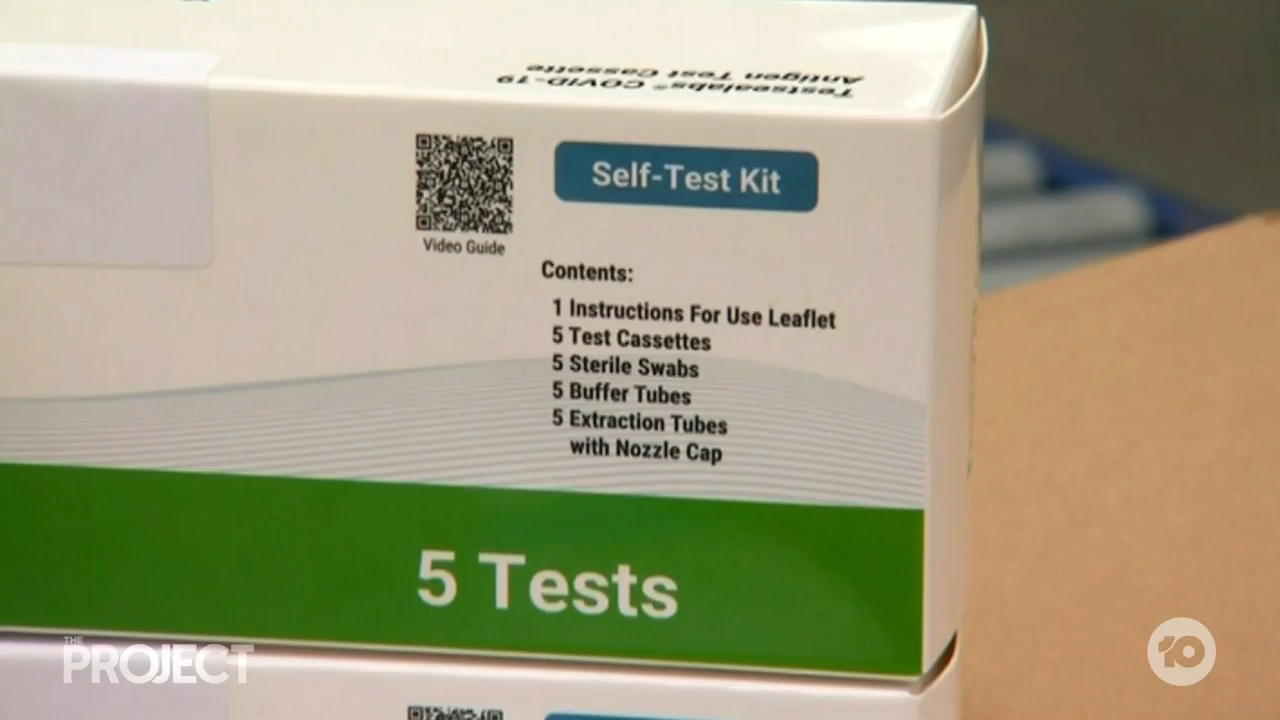 Testsealabs® COVID-19
Antigen Test Cassette
Self-Test Kit
Video Guide
Contents:
1 Instructions For Use Leaflet
5 Test Cassettes
5 Sterile Swabs
5 Buffer Tubes
5 Extraction Tubes
with Nozzle Cap
5 Tests
THE
PROJECT
10